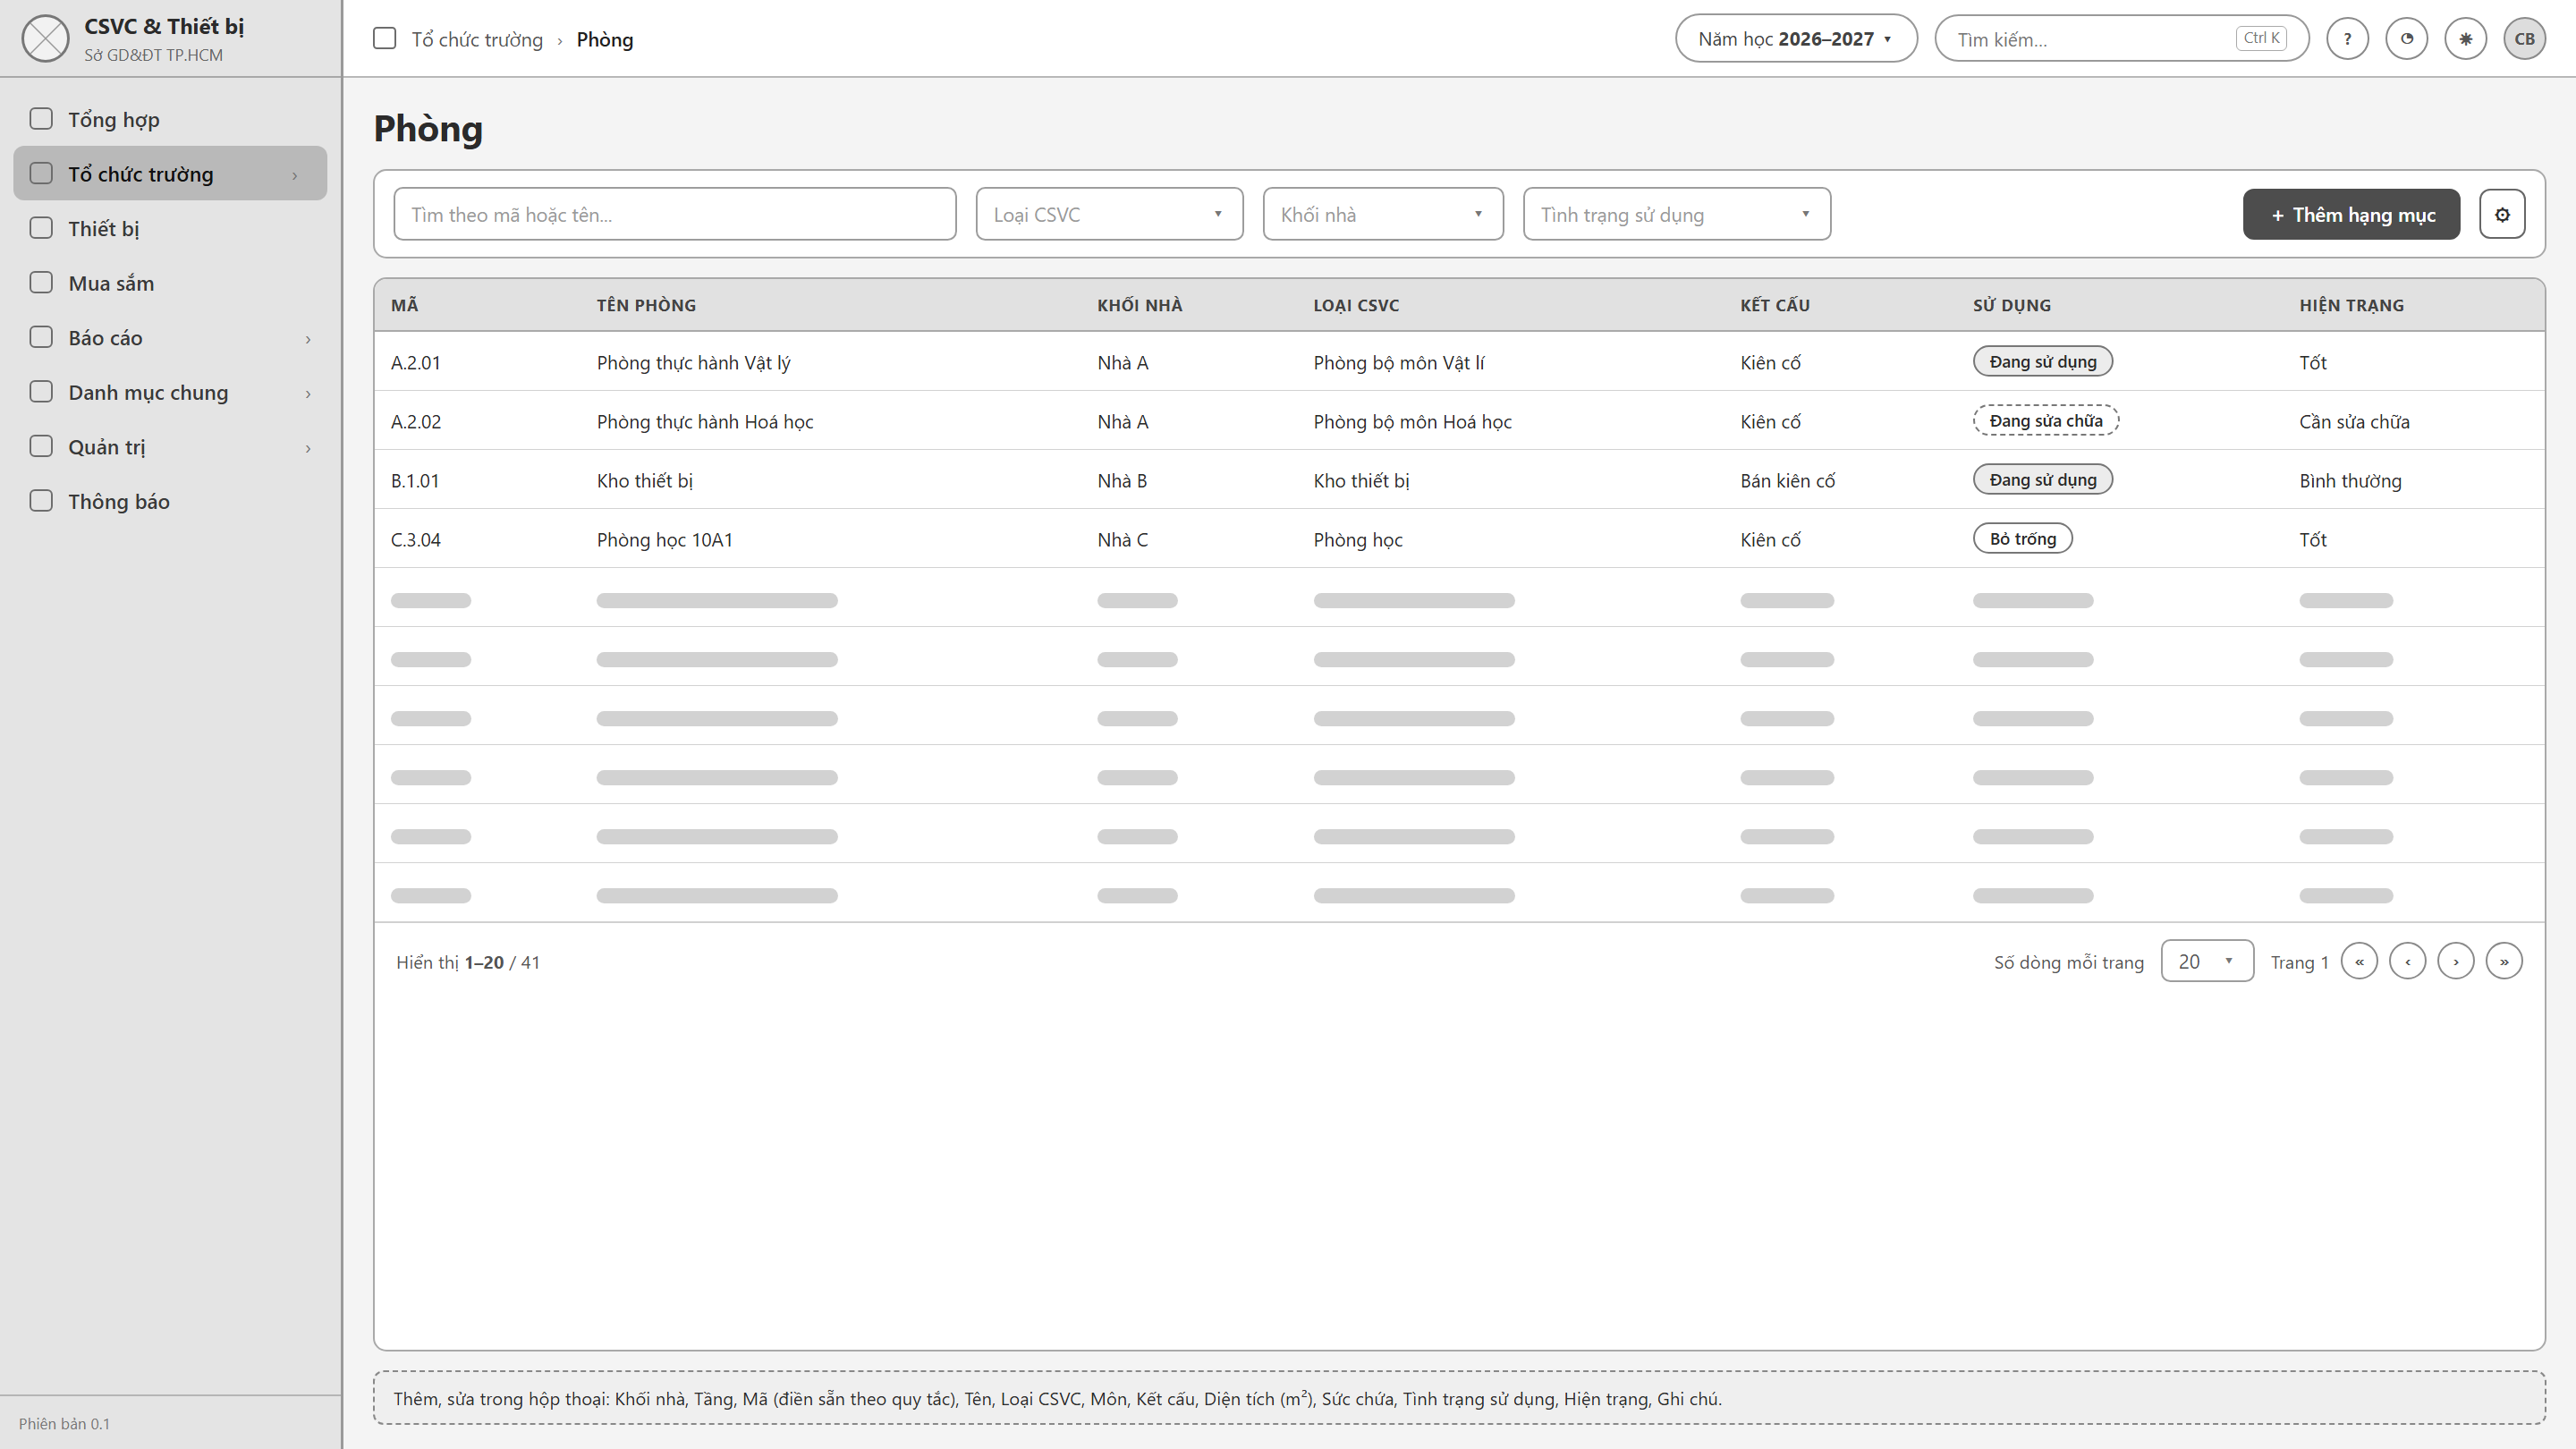 CSVC & Thiết bị
Sở GD&ĐT TP.HCM
Tổng hợp
Tổ chức trường ›
Thiết bị
Mua sắm
Báo cáo ›
Danh mục chung ›
Quản trị ›
Thông báo
Phiên bản 0.1
Tổ chức trường › Phòng
Năm học 2026–2027 ▾
Tìm kiếm... Ctrl K
?
CB
Phòng
Tìm theo mã hoặc tên...
Loại CSVC ▾
Khối nhà ▾
Tình trạng sử dụng ▾
+ Thêm hạng mục
MÃ TÊN PHÒNG KHỐI NHÀ LOẠI CSVC KẾT CẤU SỬ DỤNG HIỆN TRẠNG
A.2.01 Phòng thực hành Vật lý Nhà A Phòng bộ môn Vật lí Kiên cố Đang sử dụng Tốt
A.2.02 Phòng thực hành Hoá học Nhà A Phòng bộ môn Hoá học Kiên cố Đang sửa chữa Cần sửa chữa
B.1.01 Kho thiết bị Nhà B Kho thiết bị Bán kiên cố Đang sử dụng Bình thường
C.3.04 Phòng học 10A1 Nhà C Phòng học Kiên cố Bỏ trống Tốt
Hiển thị 1–20 / 41
Số dòng mỗi trang 20 ▾ Trang 1 « ‹ › »
Thêm, sửa trong hộp thoại: Khối nhà, Tầng, Mã (điền sẵn theo quy tắc), Tên, Loại CSVC, Môn, Kết cấu, Diện tích (m²), Sức chứa, Tình trạng sử dụng, Hiện trạng, Ghi chú.